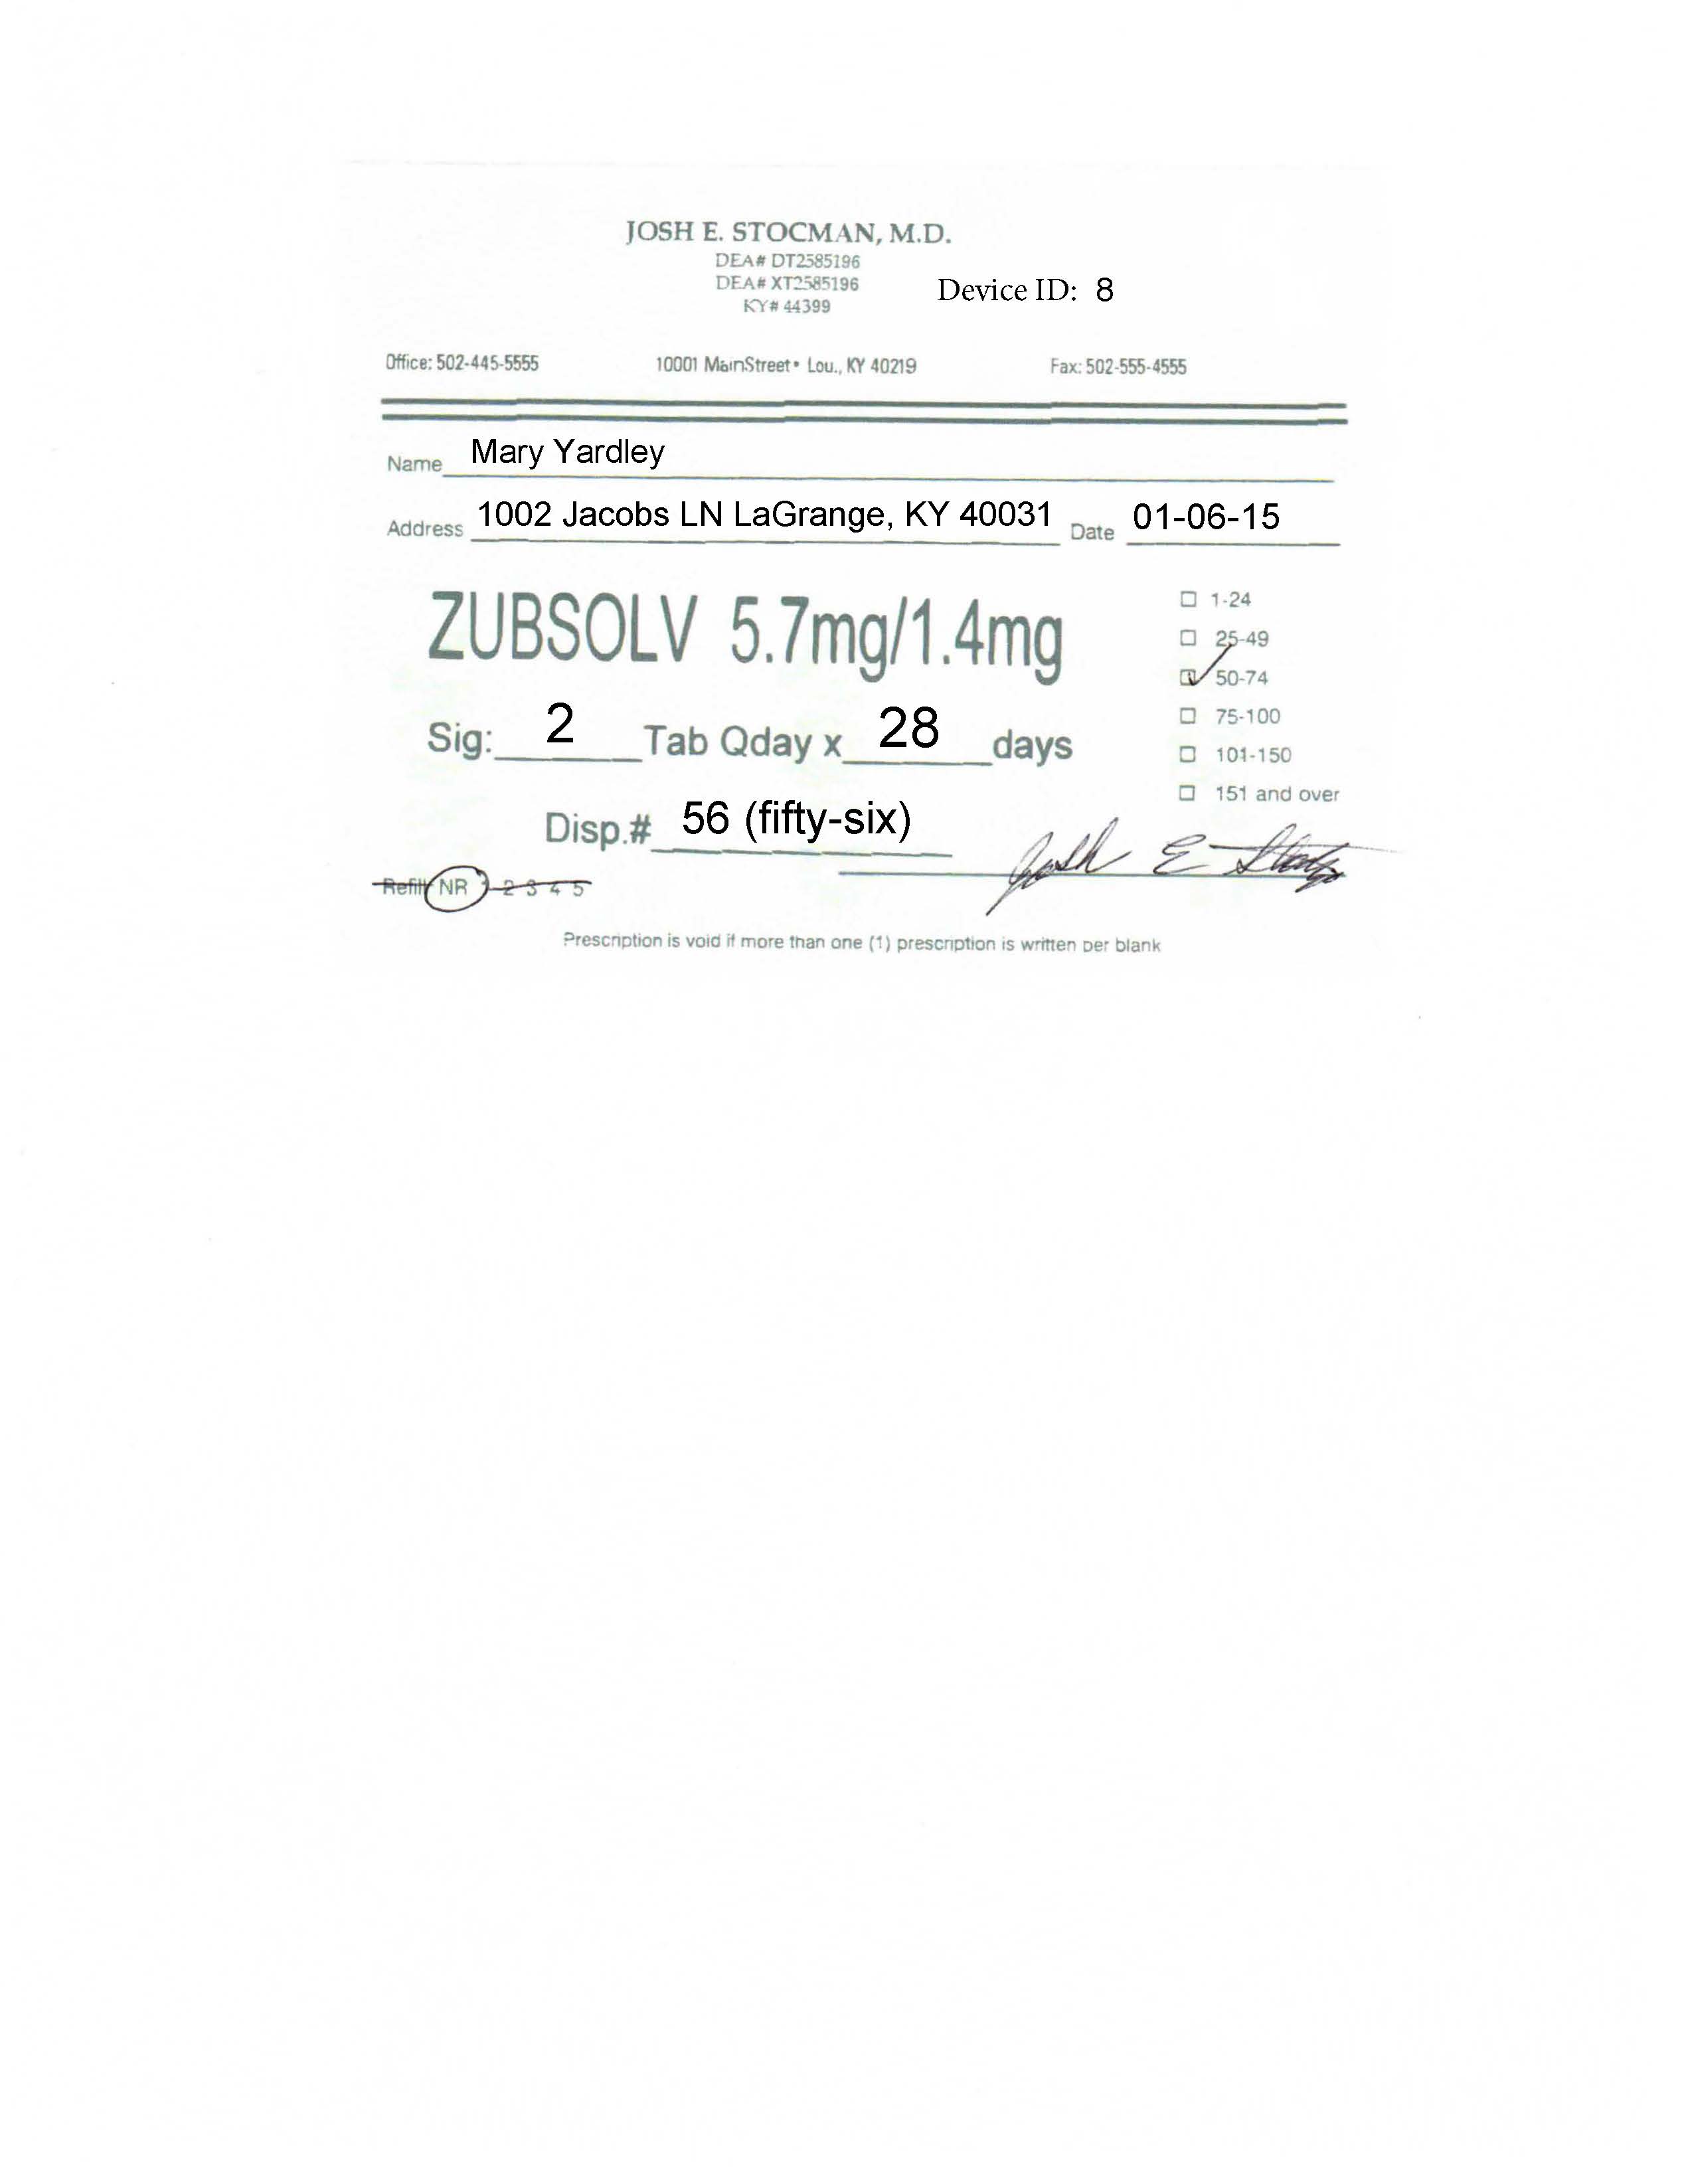 JOSH E. STOCMAN, M.D.
DEA# DT2585196
DEA# XT2585196
KY# 44399
Device ID: 8
Office: 502-445-5555 10001 MainStreet • Lou., KY 40219 Fax: 502-555-4555
Name Mary Yardley
Address 1002 Jacobs LN LaGrange, KY 40031 Date 01-06-15
ZUBSOLV 5.7mg/1.4mg
Sig: 2 Tab Qday x 28 days
Disp.# 56 (fifty-six)
1-24
25-49
50-74
75-100
101-150
151 and over
Josh E
Refill NR 1 2 3 4 5
Prescription is void if more than one (1) prescription is written per blank